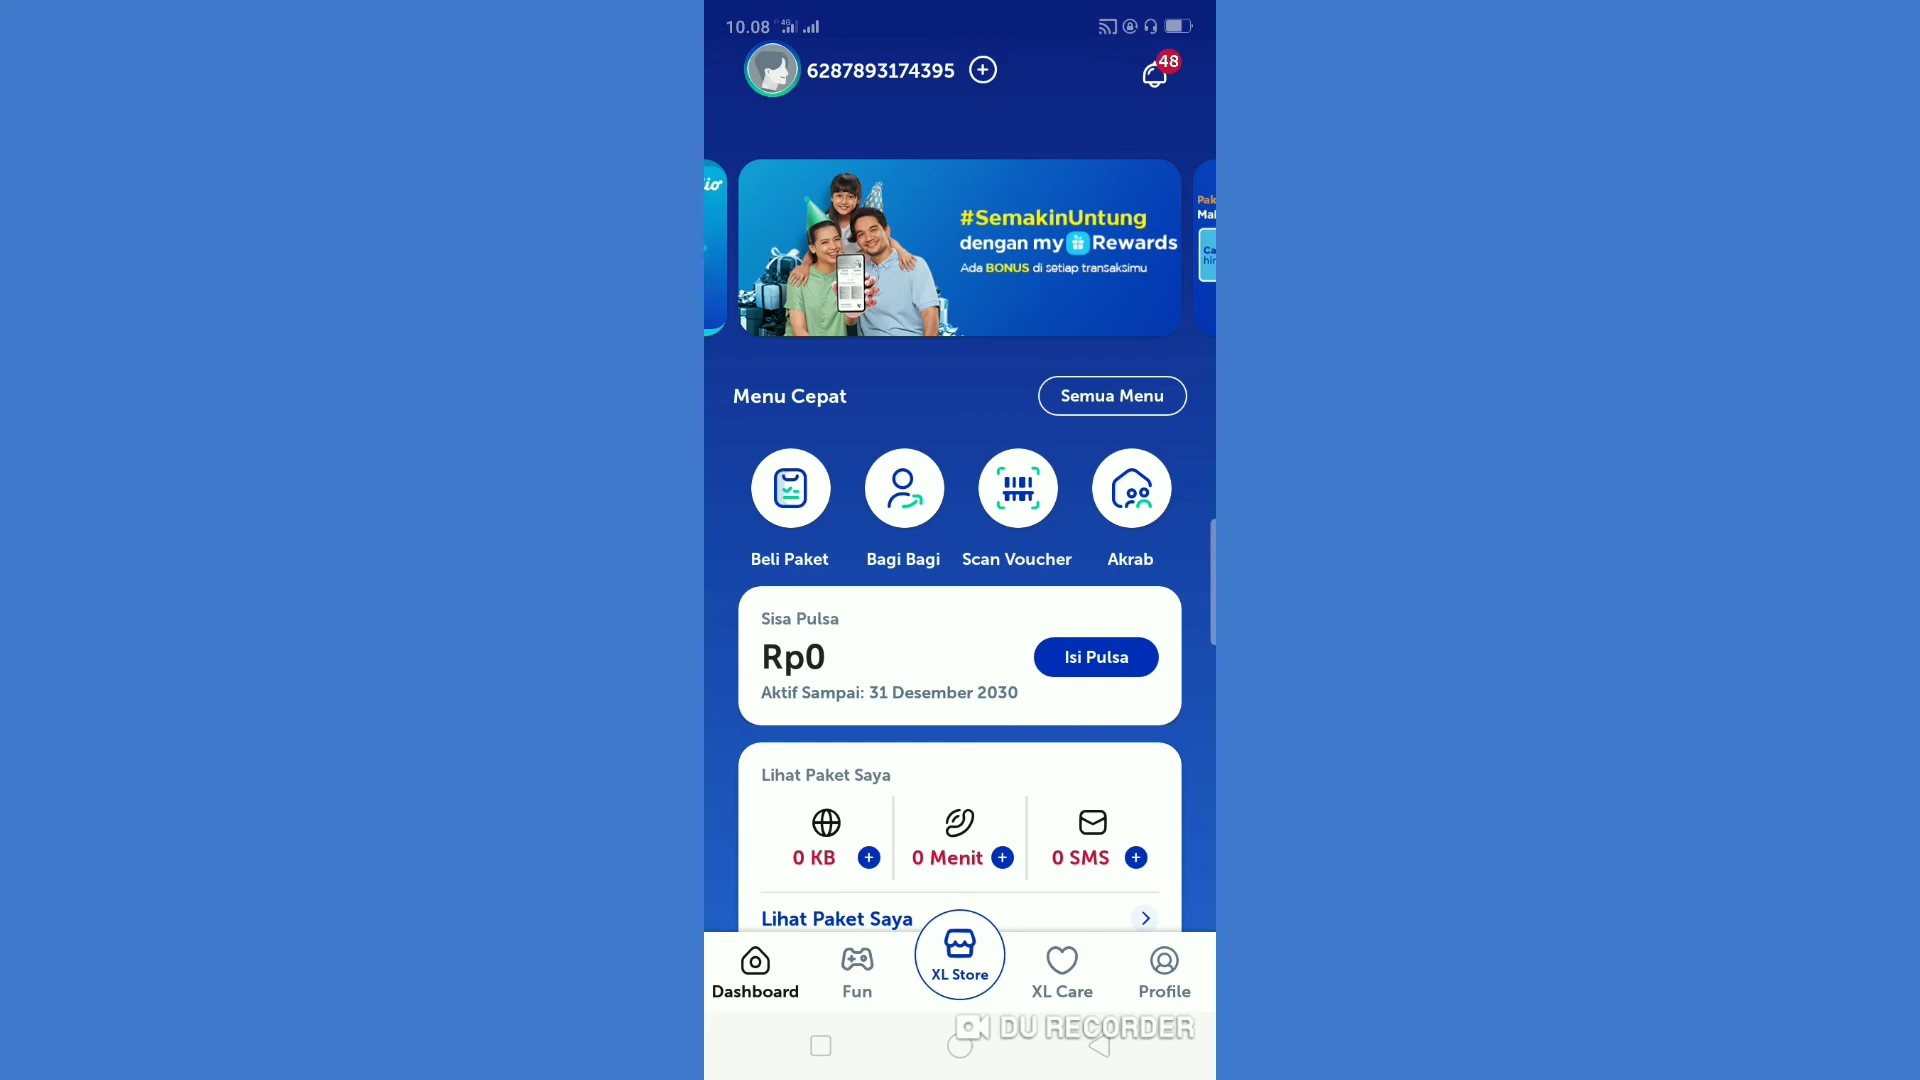 10.08 4G
6287893174395
48
io
#SemakinUntung
dengan my Rewards
Ada BONUS di setiap transaksimu
Menu Cepat
Semua Menu
Beli Paket
Bagi Bagi
Scan Voucher
Akrab
Sisa Pulsa
Rp0
Isi Pulsa
Aktif Sampai: 31 Desember 2030
Lihat Paket Saya
0 KB
0 Menit
0 SMS
Lihat Paket Saya
XL Store
Dashboard
Fun
XL Care
Profile
DU RECORDER